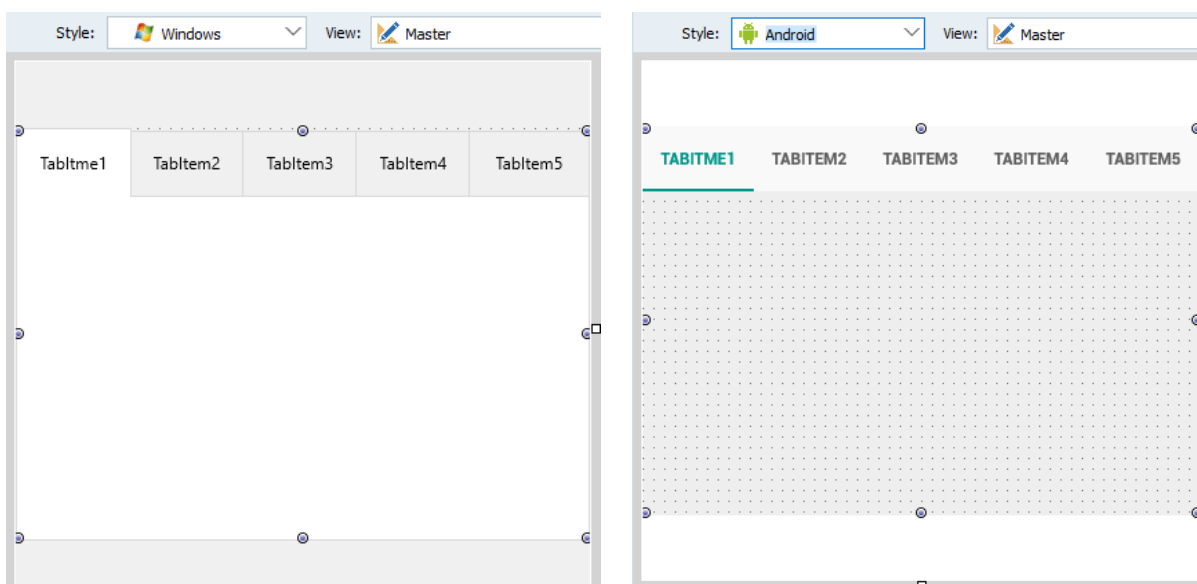 Style: Windows View: Master
TabItme1 TabItem2 TabItem3 TabItem4 TabItem5
Style: Android View: Master
TABITME1 TABITEM2 TABITEM3 TABITEM4 TABITEM5